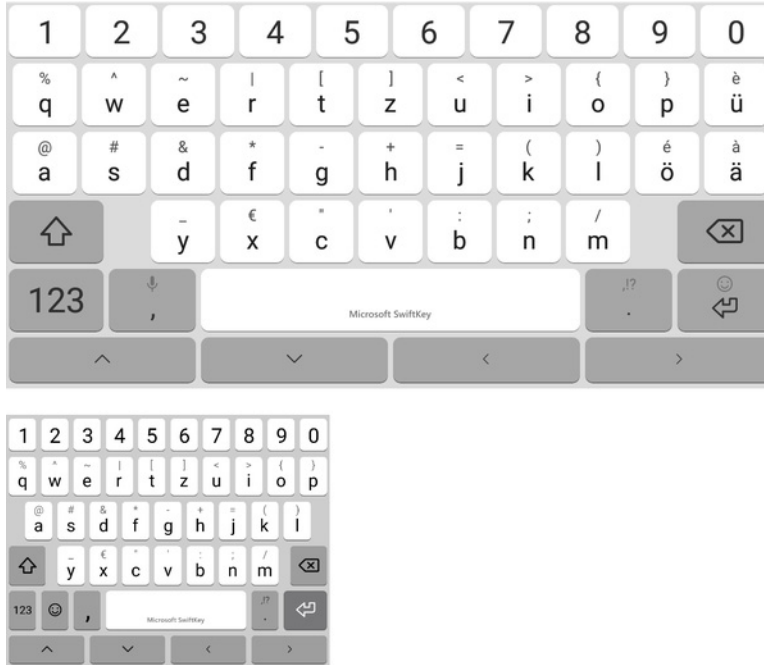 1 2 3 4 5 6 7 8 9 0
% ^ ~ | [ ] < > { } è
q w e r t z u i o p ü
@ # & * - + = ( ) é à
a s d f g h j k l ö ä
_ € " ' : ; /
y x c v b n m
,!?
123 , Microsoft SwiftKey .
1 2 3 4 5 6 7 8 9 0
% ^ ~ | [ ] < > { }
q w e r t z u i o p
@ # & * - + = ( )
a s d f g h j k l
_ € " ' : ; /
y x c v b n m
,!?
123 , Microsoft SwiftKey .